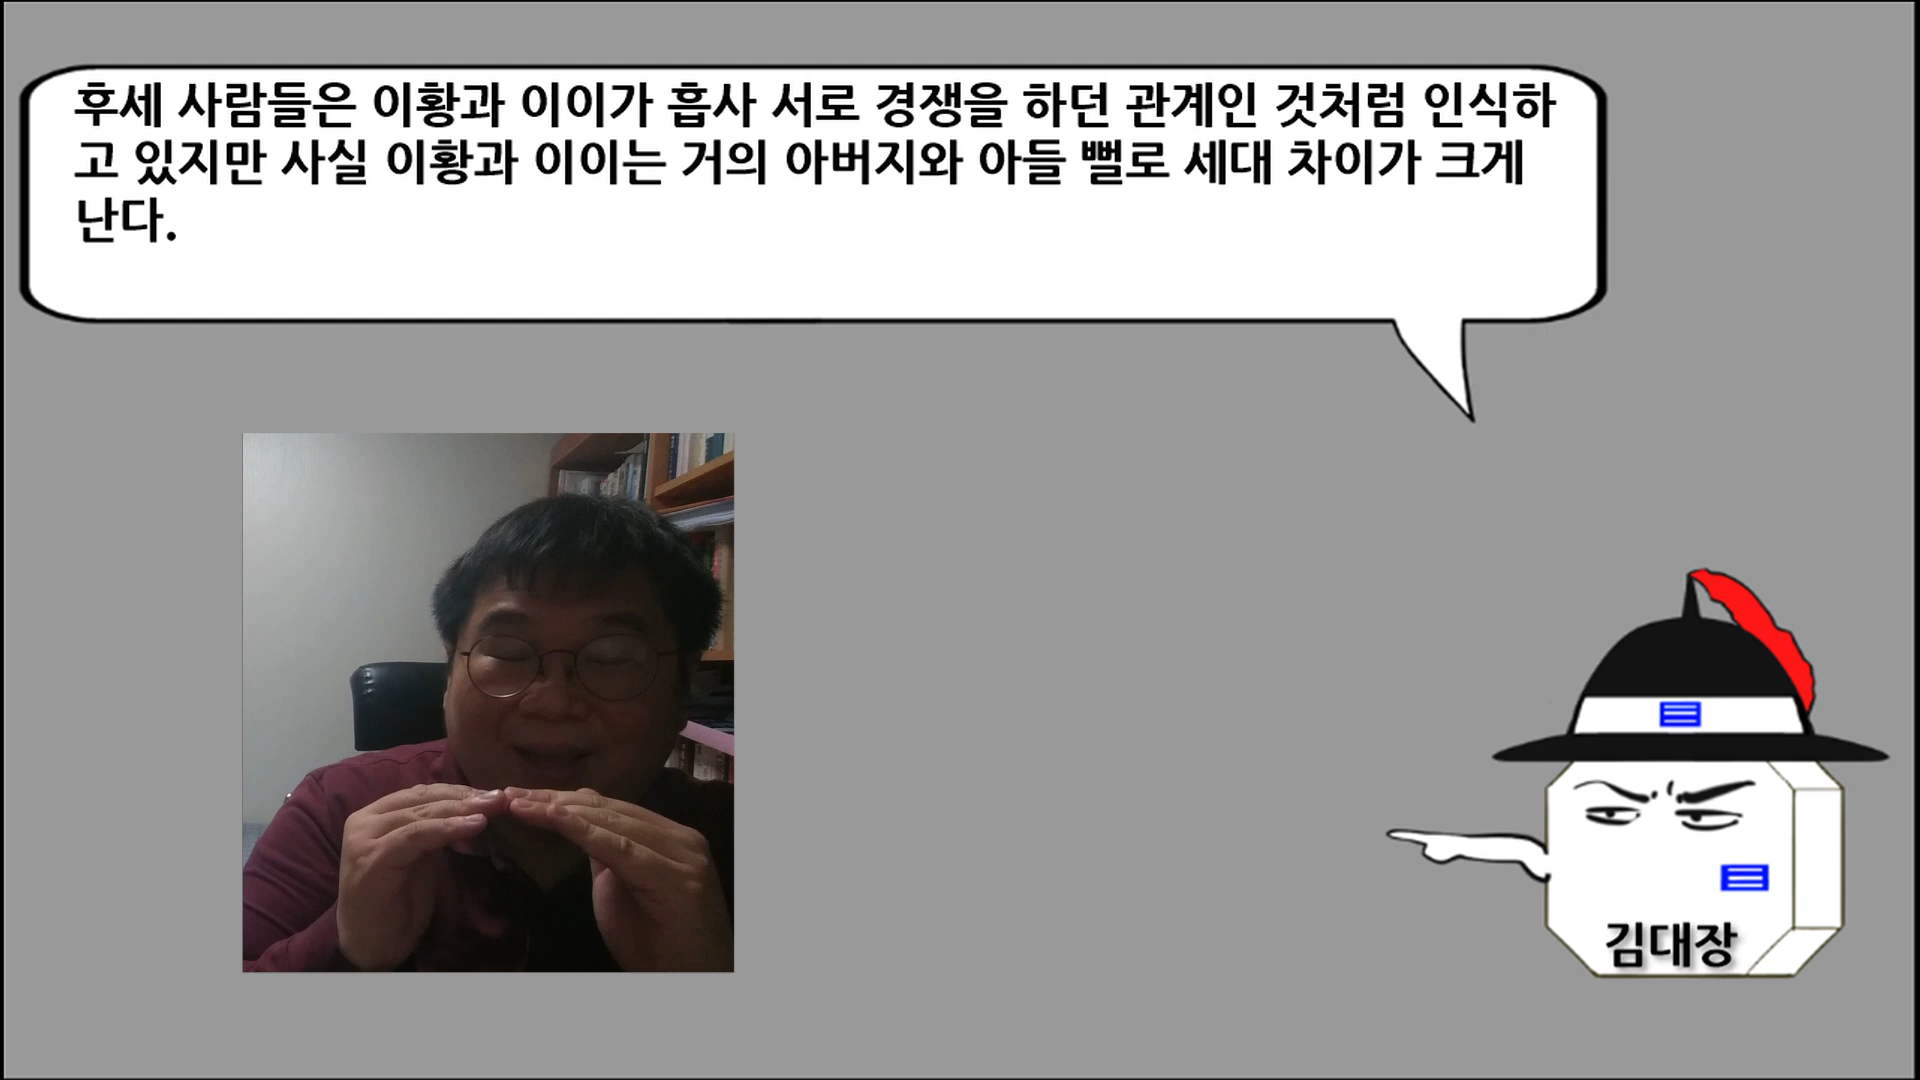 후세 사람들은 이황과 이이가 흡사 서로 경쟁을 하던 관계인 것처럼 인식하
고 있지만 사실 이황과 이이는 거의 아버지와 아들 뻘로 세대 차이가 크게
난다.
김대장